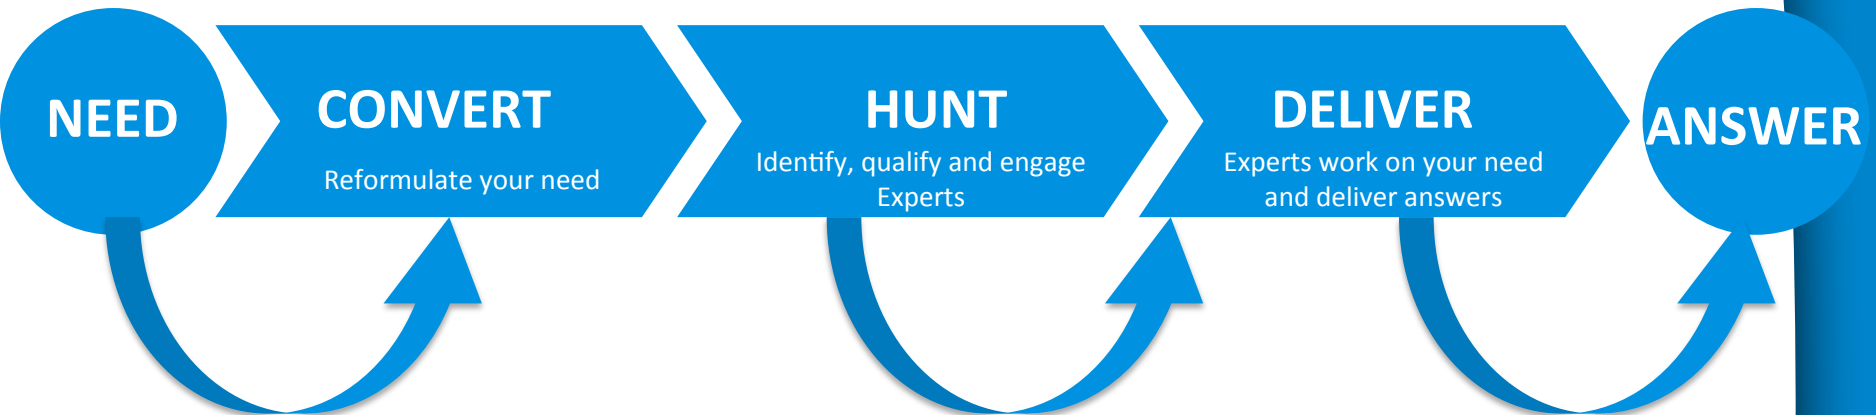 NEED
CONVERT
Reformulate your need
HUNT
Identify, qualify and engage
Experts
DELIVER
Experts work on your need
and deliver answers
ANSWER